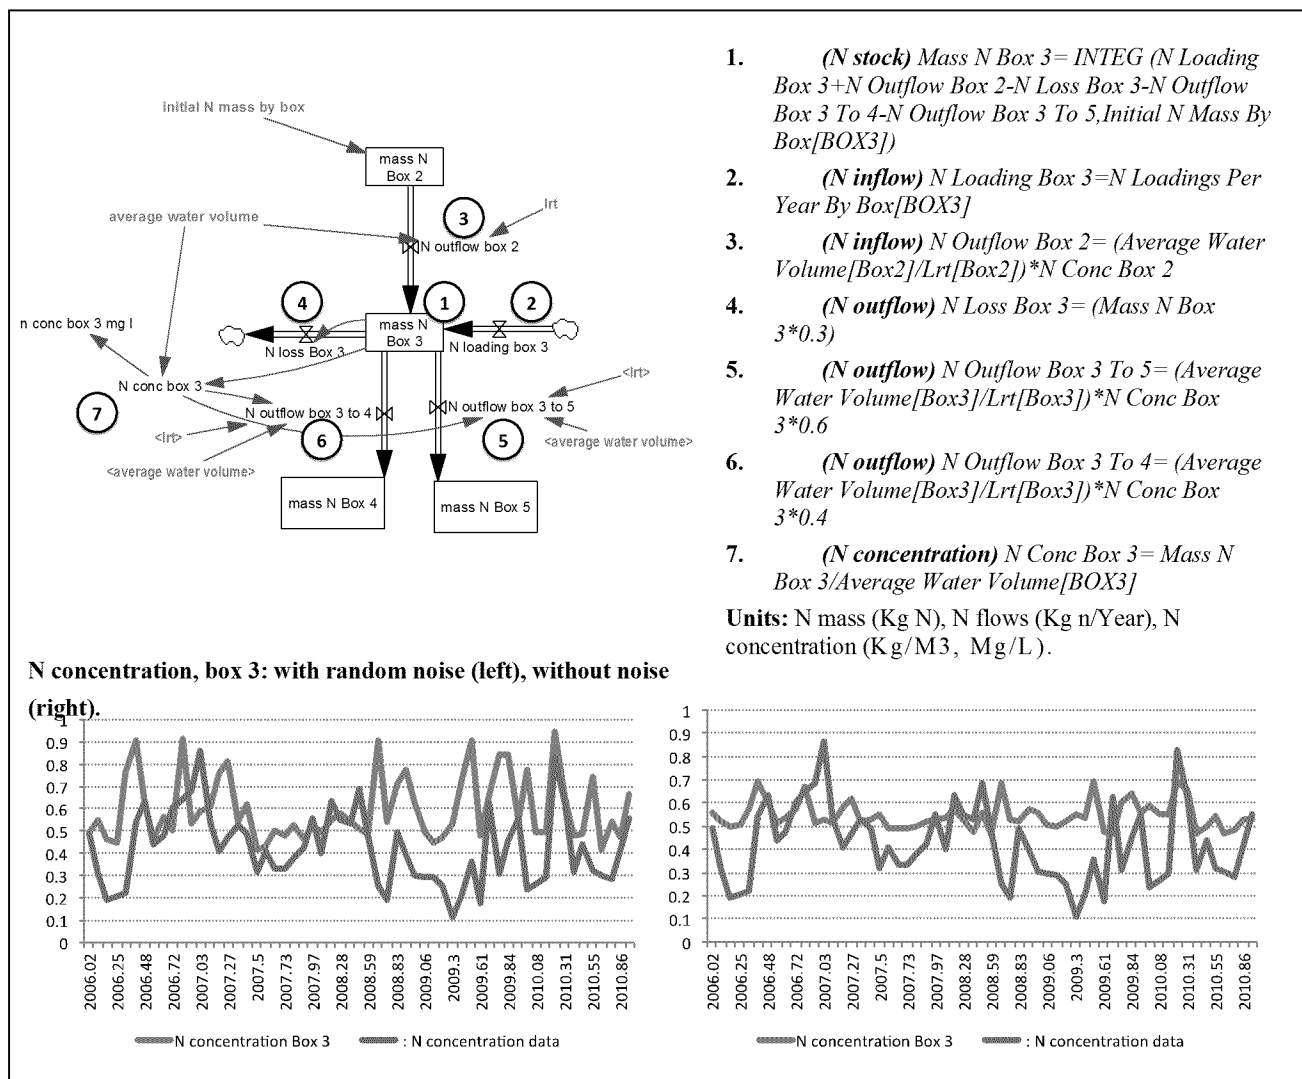 initial N mass by box
mass N
Box 2
average water volume
3
lrt
N outflow box 2
4
1
2
n conc box 3 mg l
mass N
Box 3
N loss Box 3
N loading box 3
N conc box 3
<lrt>
7
N outflow box 3 to 4
N outflow box 3 to 5
<lrt>
6
5
<average water volume>
<average water volume>
mass N Box 4
mass N Box 5
1. (N stock) Mass N Box 3= INTEG (N Loading
Box 3+N Outflow Box 2-N Loss Box 3-N Outflow
Box 3 To 4-N Outflow Box 3 To 5,Initial N Mass By
Box[BOX3])
2. (N inflow) N Loading Box 3=N Loadings Per
Year By Box[BOX3]
3. (N inflow) N Outflow Box 2= (Average Water
Volume[Box2]/Lrt[Box2])*N Conc Box 2
4. (N outflow) N Loss Box 3= (Mass N Box
3*0.3)
5. (N outflow) N Outflow Box 3 To 5= (Average
Water Volume[Box3]/Lrt[Box3])*N Conc Box
3*0.6
6. (N outflow) N Outflow Box 3 To 4= (Average
Water Volume[Box3]/Lrt[Box3])*N Conc Box
3*0.4
7. (N concentration) N Conc Box 3= Mass N
Box 3/Average Water Volume[BOX3]
Units: N mass (Kg N), N flows (Kg n/Year), N
concentration (Kg/M3, Mg/L).
N concentration, box 3: with random noise (left), without noise
(right).
1
0.9
0.8
0.7
0.6
0.5
0.4
0.3
0.2
0.1
0
2006.02
2006.25
2006.48
2006.72
2007.03
2007.27
2007.5
2007.73
2007.97
2008.28
2008.59
2008.83
2009.06
2009.3
2009.61
2009.84
2010.08
2010.31
2010.55
2010.86
N concentration Box 3
: N concentration data
1
0.9
0.8
0.7
0.6
0.5
0.4
0.3
0.2
0.1
0
2006.02
2006.25
2006.48
2006.72
2007.03
2007.27
2007.5
2007.73
2007.97
2008.28
2008.59
2008.83
2009.06
2009.3
2009.61
2009.84
2010.08
2010.31
2010.55
2010.86
N concentration Box 3
: N concentration data